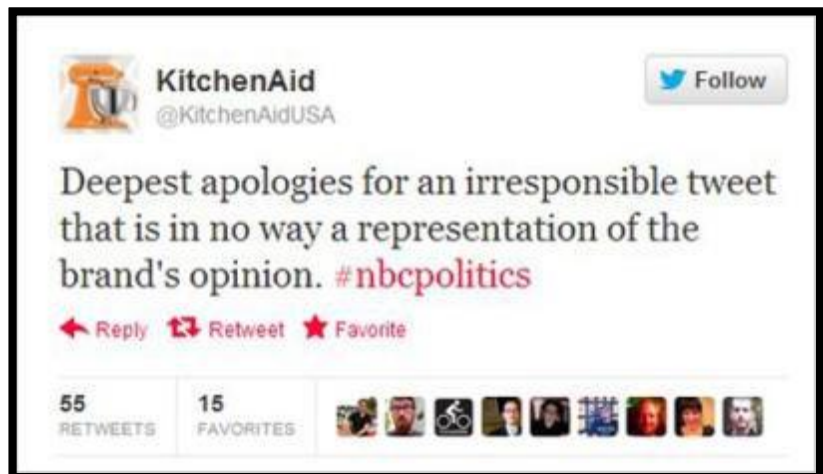 KitchenAid
@KitchenAidUSA
Follow
Deepest apologies for an irresponsible tweet
that is in no way a representation of the
brand's opinion. #nbcpolitics
Reply Retweet Favorite
55
RETWEETS
15
FAVORITES